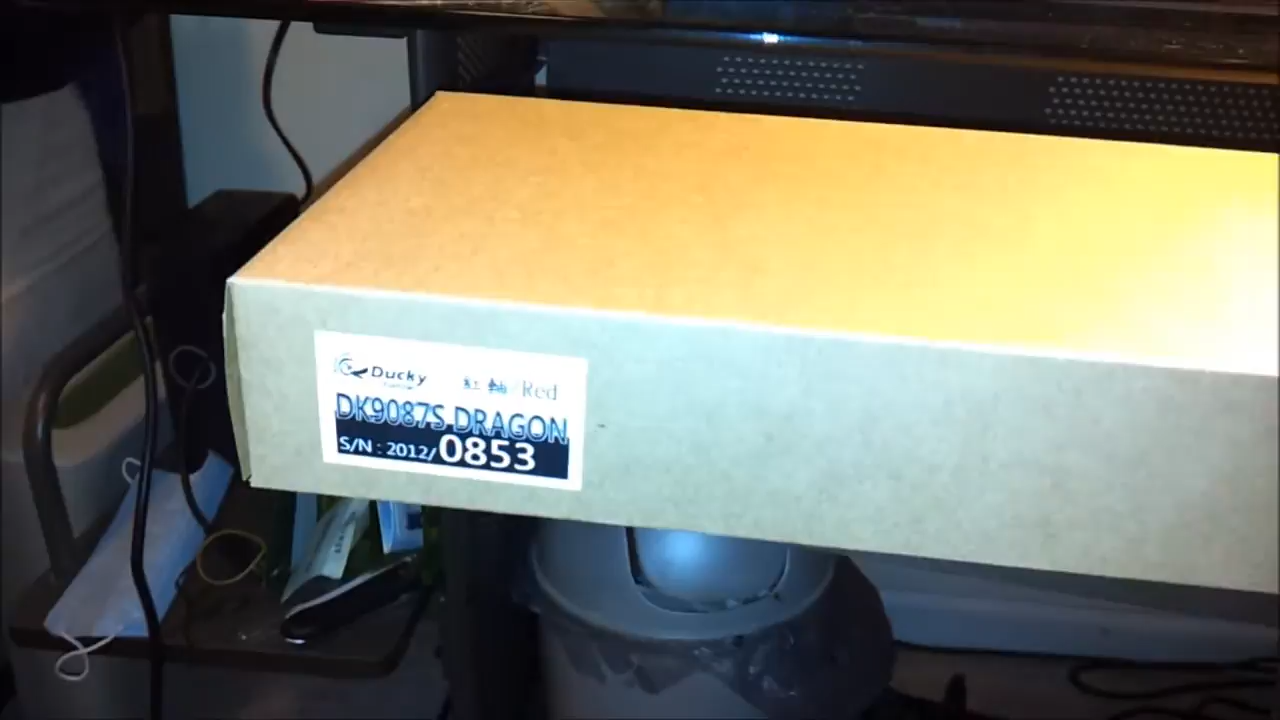 Ducky 紅軸/Red
DK9087S DRAGON
S/N : 2012/0853